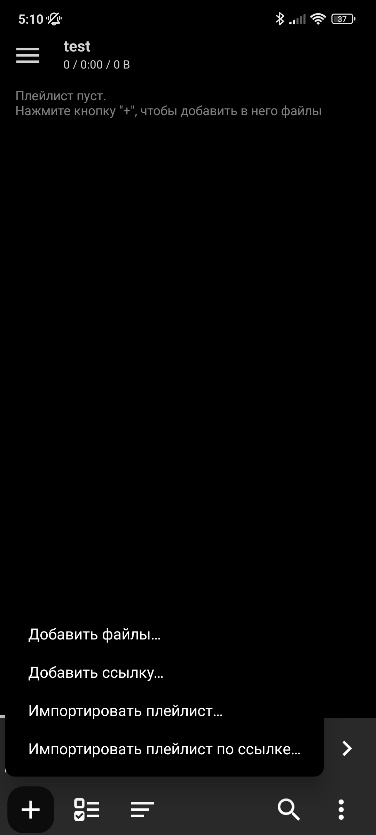 5:10
37
test
0 / 0:00 / 0 B
Плейлист пуст.
Нажмите кнопку "+", чтобы добавить в него файлы
Добавить файлы...
Добавить ссылку...
Импортировать плейлист...
Импортировать плейлист по ссылке...